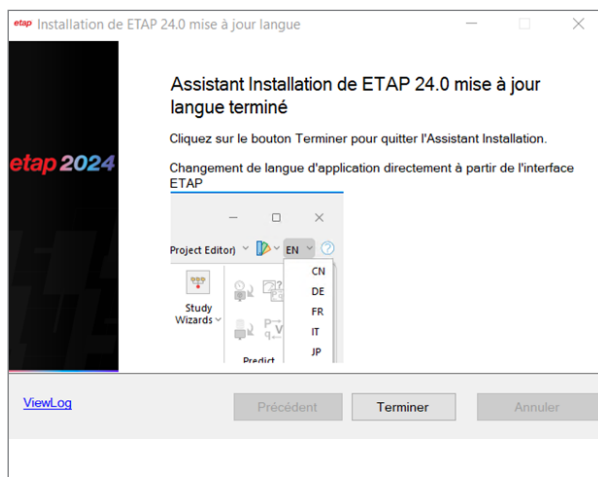 etap Installation de ETAP 24.0 mise à jour langue
Assistant Installation de ETAP 24.0 mise à jour
langue terminé
Cliquez sur le bouton Terminer pour quitter l'Assistant Installation.
etap 2024
Changement de langue d'application directement à partir de l'interface
ETAP
Project Editor)
EN
CN
DE
FR
IT
JP
Study
Wizards
Predict
ViewLog
Précédent
Terminer
Annuler